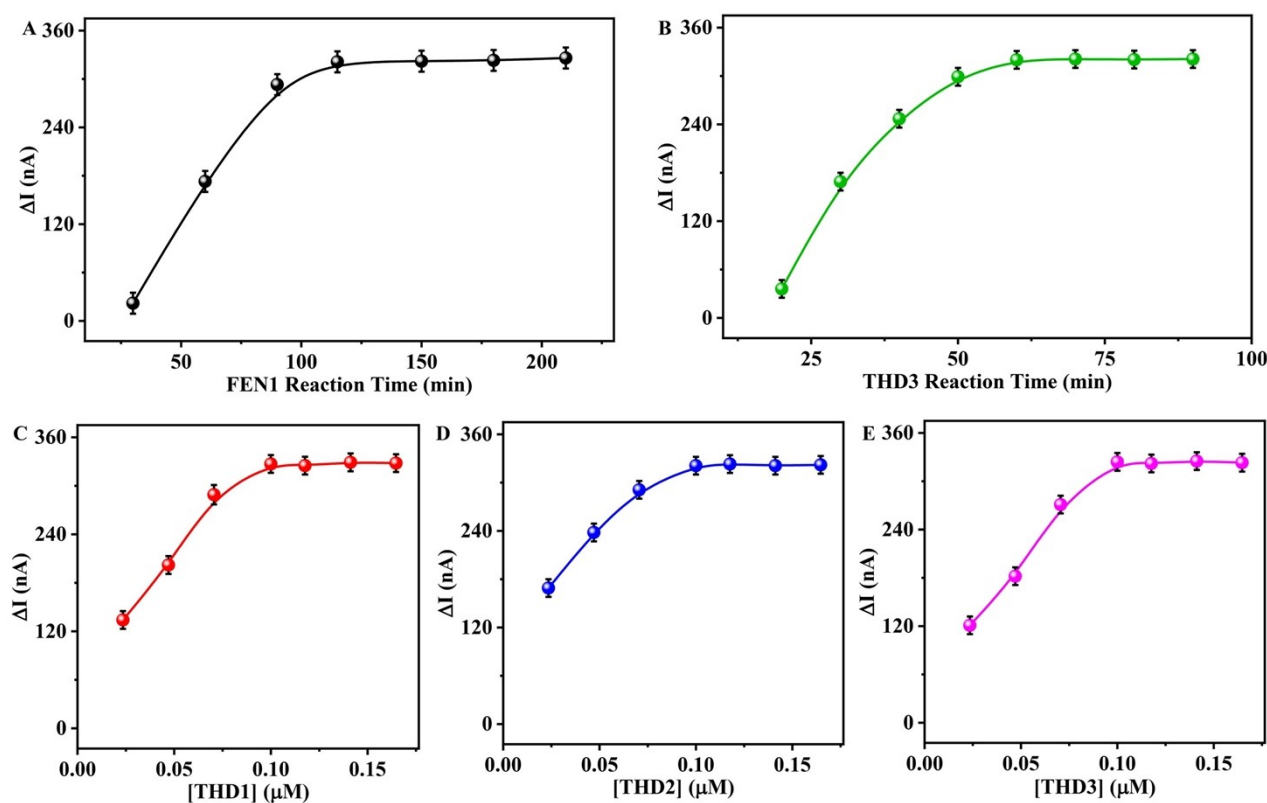 A
360
240
120
0
ΔI (nA)
50
100
150
200
FEN1 Reaction Time (min)
B
360
240
120
0
ΔI (nA)
25
50
75
100
THD3 Reaction Time (min)
C
360
240
120
0
ΔI (nA)
0.00
0.05
0.10
0.15
[THD1] (μM)
D
360
240
120
0
ΔI (nA)
0.00
0.05
0.10
0.15
[THD2] (μM)
E
360
240
120
0
ΔI (nA)
0.00
0.05
0.10
0.15
[THD3] (μM)